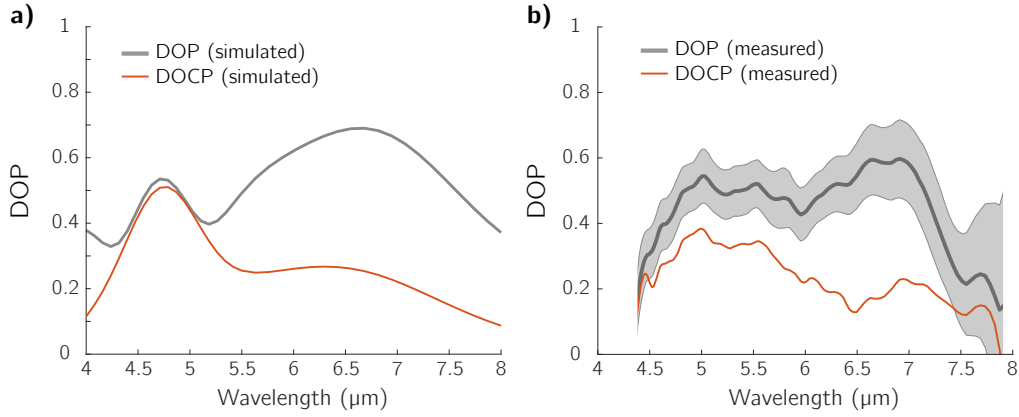 a)
DOP (simulated)
DOCP (simulated)
DOP
1
0.8
0.6
0.4
0.2
0
4 4.5 5 5.5 6 6.5 7 7.5 8
Wavelength (µm)
b)
DOP (measured)
DOCP (measured)
DOP
1
0.8
0.6
0.4
0.2
0
4 4.5 5 5.5 6 6.5 7 7.5 8
Wavelength (µm)